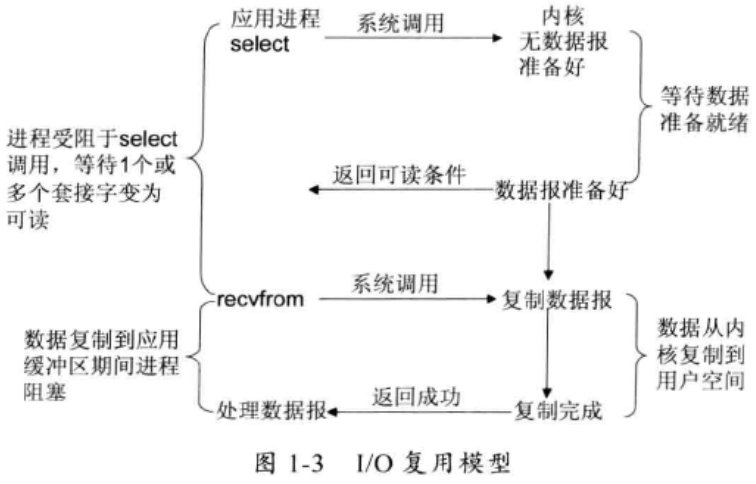 应用进程
select
系统调用
内核
无数据报
准备好
等待数据
准备就绪
进程受阻于select
调用，等待1个或
多个套接字变为
可读
返回可读条件
数据报准备好
recvfrom
系统调用
复制数据报
数据复制到应用
缓冲区期间进程
阻塞
数据从内
核复制到
用户空间
处理数据报
返回成功
复制完成
图 1-3 I/O 复用模型